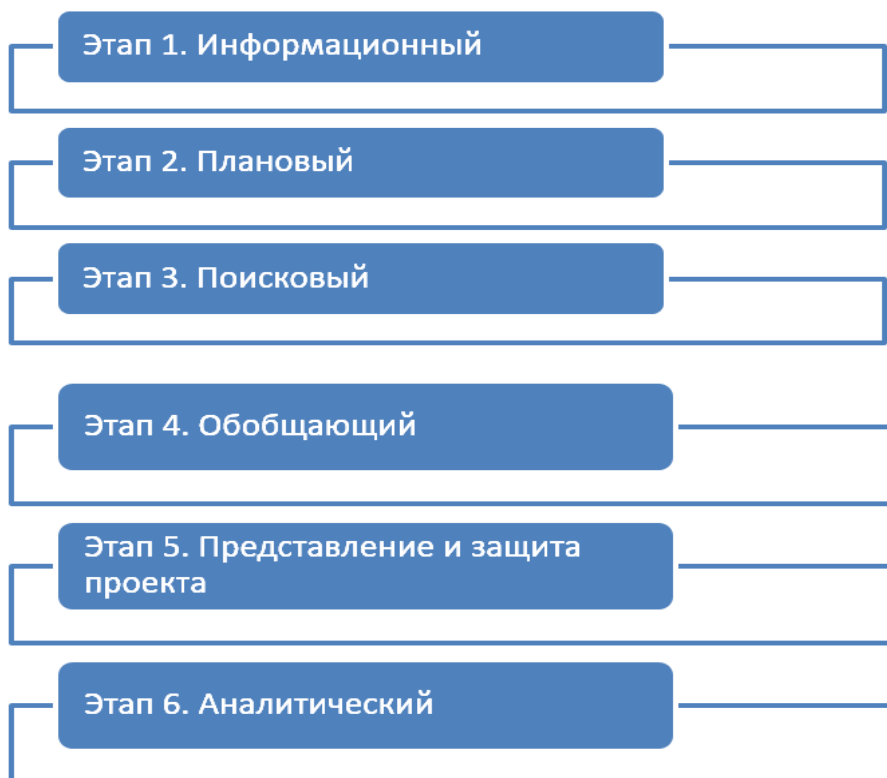 Этап 1. Информационный
Этап 2. Плановый
Этап 3. Поисковый
Этап 4. Обобщающий
Этап 5. Представление и защита
проекта
Этап 6. Аналитический